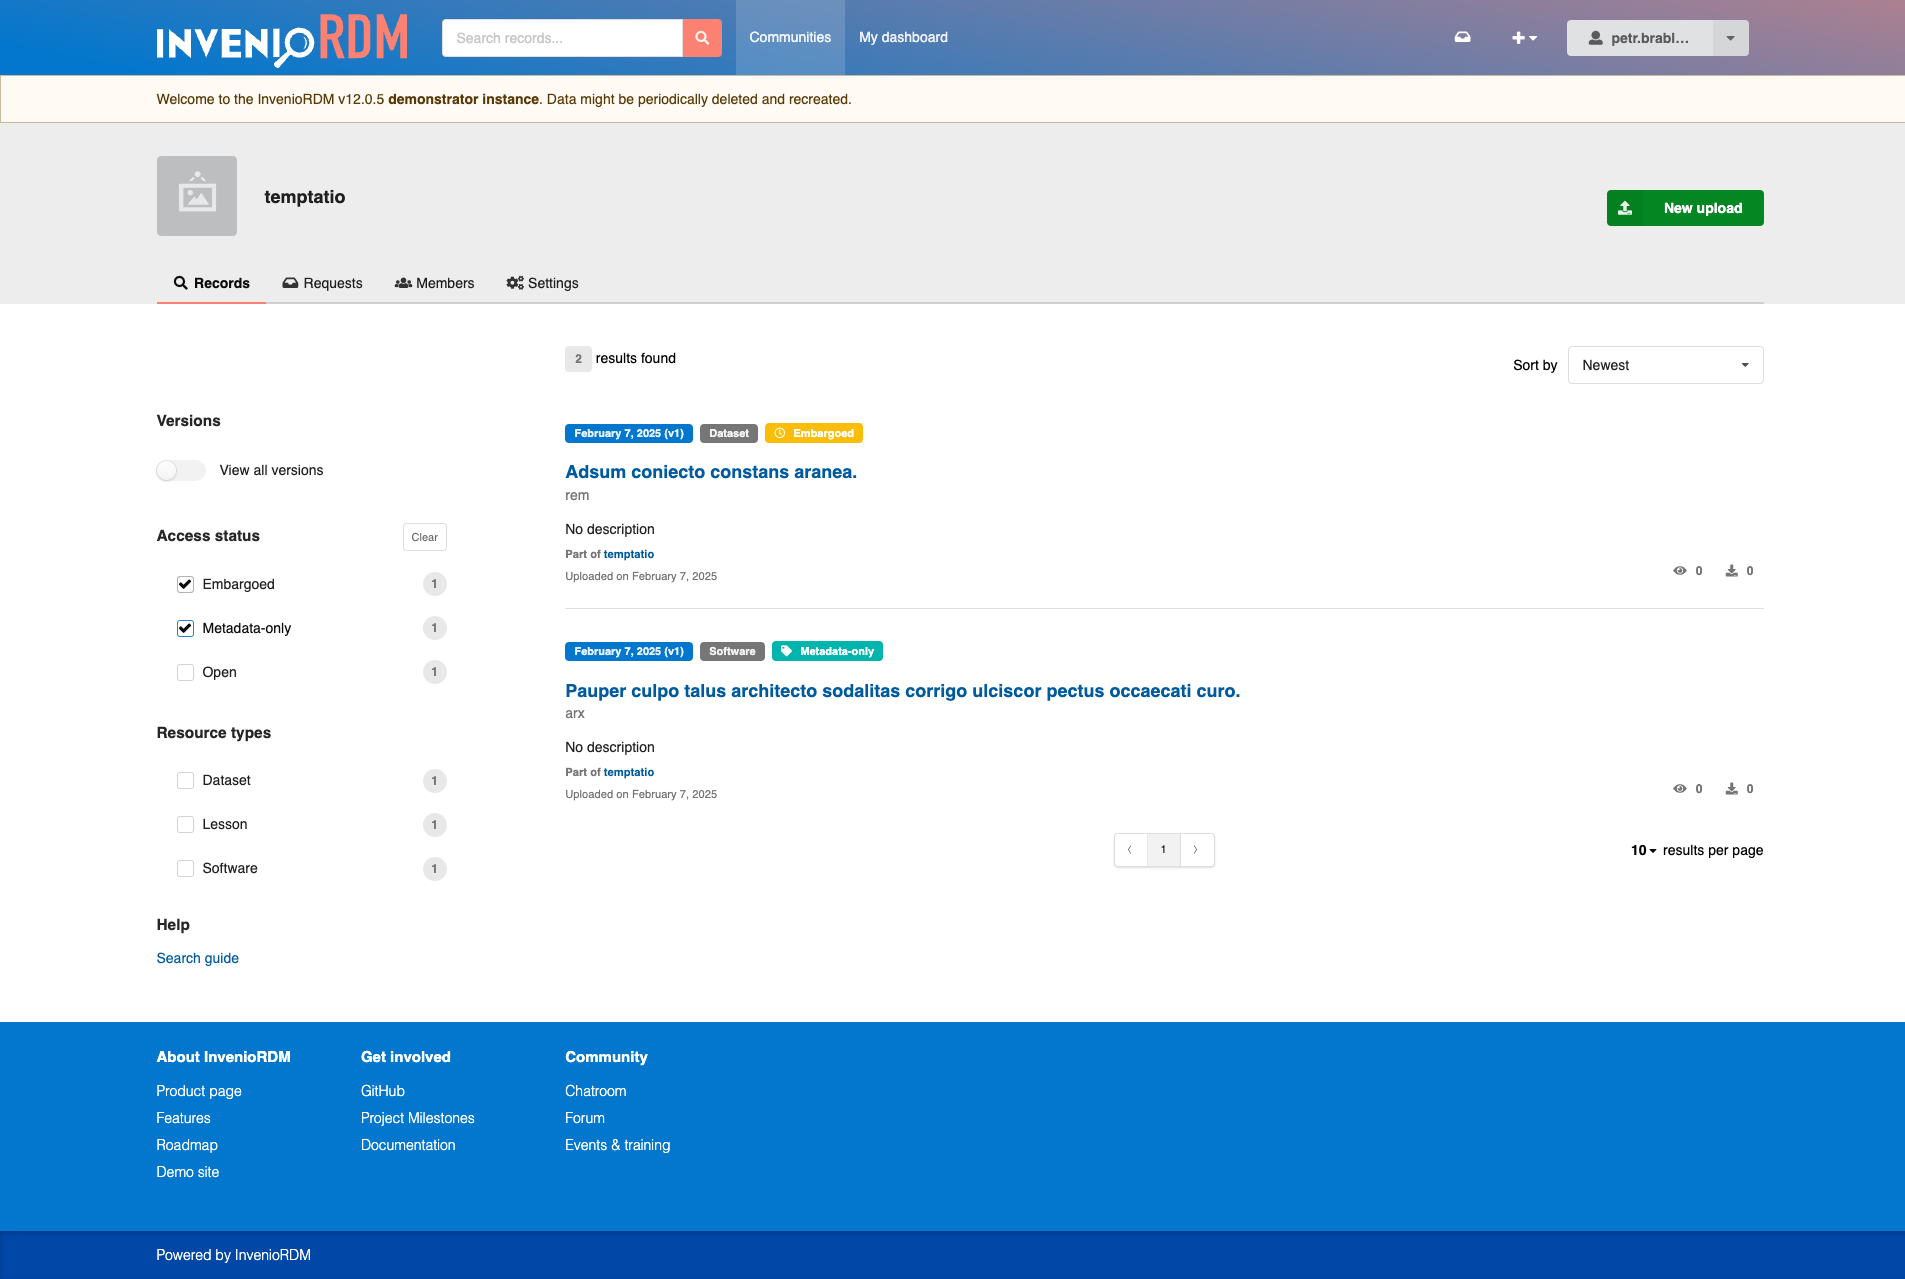 INVENIO RDM
Search records...
Communities
My dashboard
petr.brabl...
Welcome to the InvenioRDM v12.0.5 demonstrator instance. Data might be periodically deleted and recreated.
temptatio
New upload
Records
Requests
Members
Settings
2 results found
Sort by
Newest
Versions
View all versions
Access status
Clear
Embargoed
1
Metadata-only
1
Open
1
Resource types
Dataset
1
Lesson
1
Software
1
Help
Search guide
February 7, 2025 (v1)
Dataset
Embargoed
Adsum coniecto constans aranea.
rem
No description
Part of temptatio
Uploaded on February 7, 2025
0
0
February 7, 2025 (v1)
Software
Metadata-only
Pauper culpo talus architecto sodalitas corrigo ulciscor pectus occaecati curo.
arx
No description
Part of temptatio
Uploaded on February 7, 2025
0
0
1
10 results per page
About InvenioRDM
Product page
Features
Roadmap
Demo site
Get involved
GitHub
Project Milestones
Documentation
Community
Chatroom
Forum
Events & training
Powered by InvenioRDM